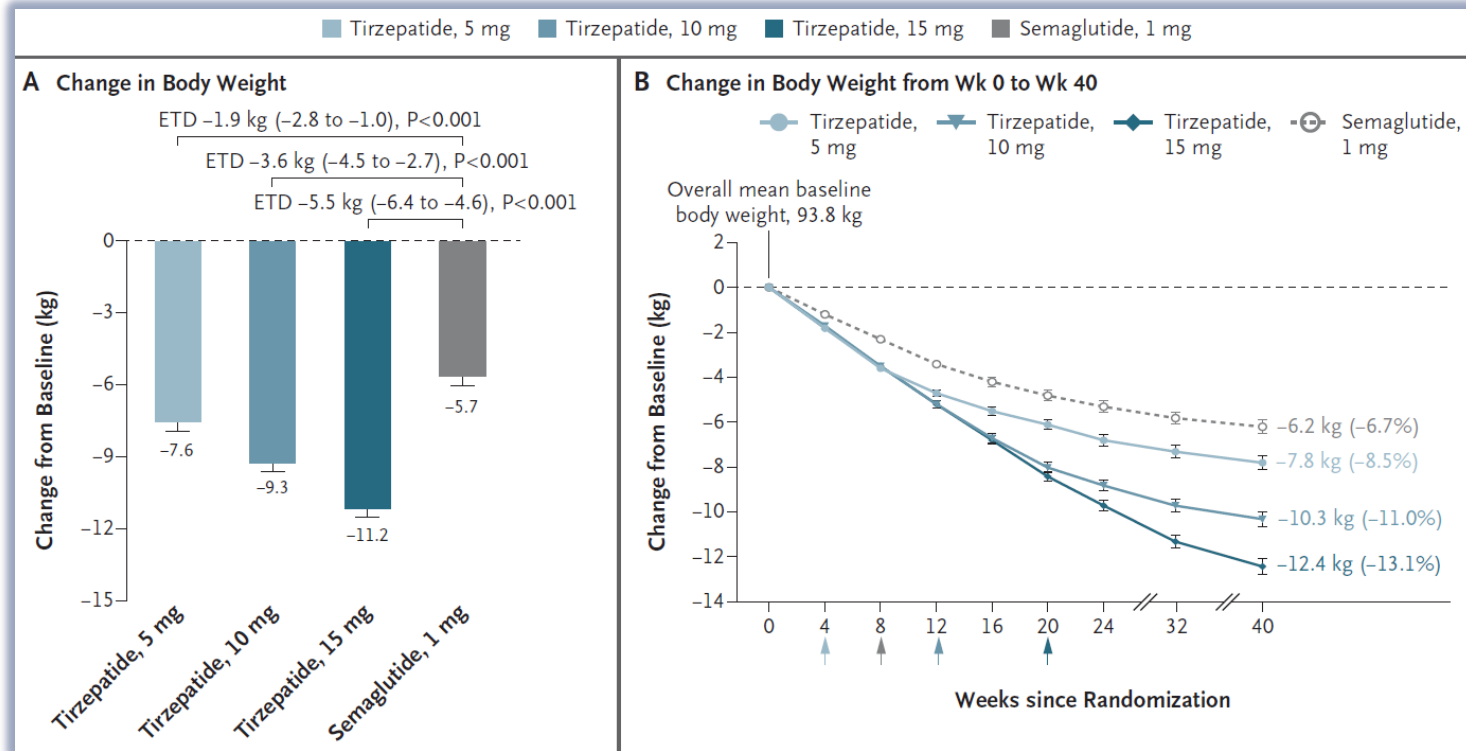 Tirzepatide, 5 mg Tirzepatide, 10 mg Tirzepatide, 15 mg Semaglutide, 1 mg
A Change in Body Weight
ETD −1.9 kg (−2.8 to −1.0), P<0.001
ETD −3.6 kg (−4.5 to −2.7), P<0.001
ETD −5.5 kg (−6.4 to −4.6), P<0.001
Change from Baseline (kg)
0
−3
−6
−9
−12
−15
−7.6
−9.3
−11.2
−5.7
Tirzepatide, 5 mg
Tirzepatide, 10 mg
Tirzepatide, 15 mg
Semaglutide, 1 mg
B Change in Body Weight from Wk 0 to Wk 40
Tirzepatide,
5 mg
Tirzepatide,
10 mg
Tirzepatide,
15 mg
Semaglutide,
1 mg
Overall mean baseline
body weight, 93.8 kg
Change from Baseline (kg)
2
0
−2
−4
−6
−8
−10
−12
−14
−6.2 kg (−6.7%)
−7.8 kg (−8.5%)
−10.3 kg (−11.0%)
−12.4 kg (−13.1%)
0 4 8 12 16 20 24 32 40
Weeks since Randomization